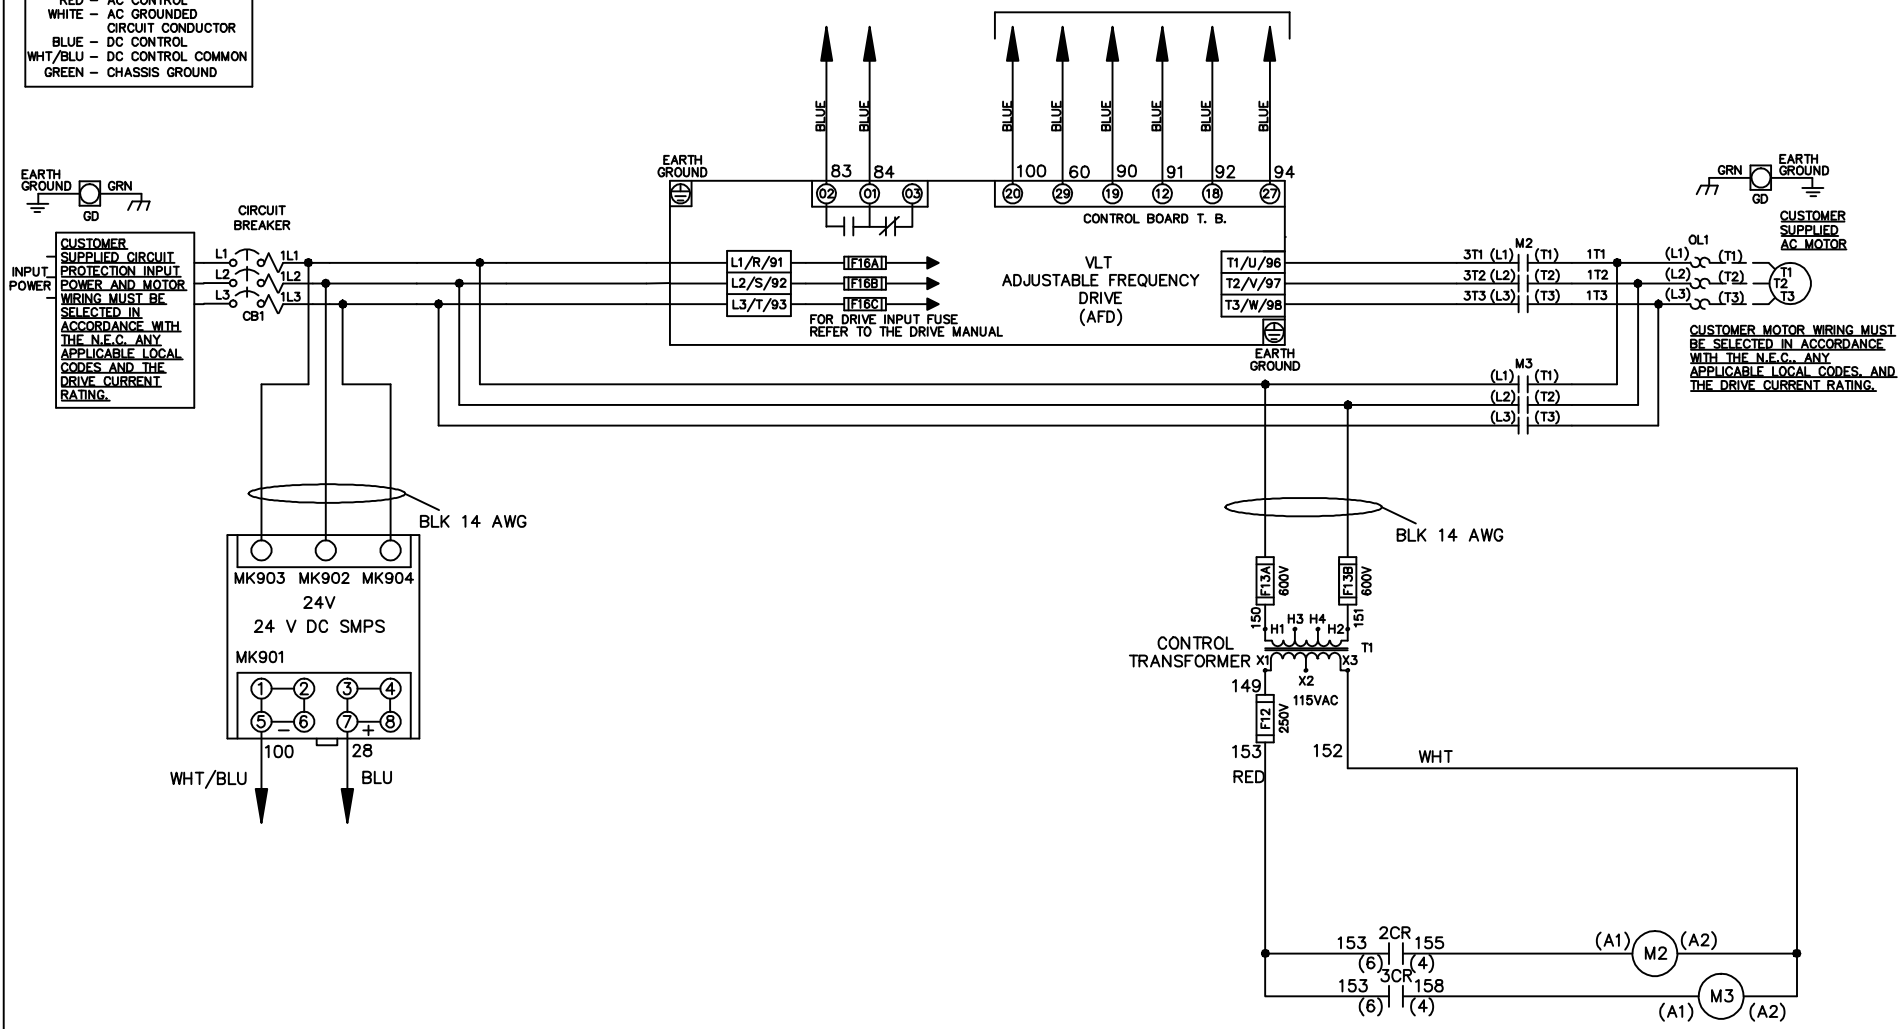 RED – AC CONTROL
WHITE – AC GROUNDED
CIRCUIT CONDUCTOR
BLUE – DC CONTROL
WHT/BLU – DC CONTROL COMMON
GREEN – CHASSIS GROUND
BLUE
BLUE
BLUE
BLUE
BLUE
BLUE
BLUE
BLUE
EARTH
GROUND
GRN
GD
EARTH
GROUND
83
84
02
01
03
100
60
90
91
92
94
20
29
19
12
18
27
CONTROL BOARD T. B.
GRN
EARTH
GROUND
GD
CUSTOMER
SUPPLIED
AC MOTOR
CIRCUIT
BREAKER
INPUT
POWER
CUSTOMER
SUPPLIED CIRCUIT
PROTECTION INPUT
POWER AND MOTOR
WIRING MUST BE
SELECTED IN
ACCORDANCE WITH
THE N.E.C. ANY
APPLICABLE LOCAL
CODES AND THE
DRIVE CURRENT
RATING.
L1
1L1
L2
1L2
L3
1L3
CB1
L1/R/91
L2/S/92
L3/T/93
F16A
F16B
F16C
FOR DRIVE INPUT FUSE
REFER TO THE DRIVE MANUAL
VLT
ADJUSTABLE FREQUENCY
DRIVE
(AFD)
T1/U/96
T2/V/97
T3/W/98
EARTH
GROUND
M2
3T1 (L1) (T1) 1T1
3T2 (L2) (T2) 1T2
3T3 (L3) (T3) 1T3
OL1
(L1) (T1)
(L2) (T2)
(L3) (T3)
T1
T2
T3
CUSTOMER MOTOR WIRING MUST
BE SELECTED IN ACCORDANCE
WITH THE N.E.C., ANY
APPLICABLE LOCAL CODES, AND
THE DRIVE CURRENT RATING.
M3
(L1) (T1)
(L2) (T2)
(L3) (T3)
BLK 14 AWG
MK903 MK902 MK904
24V
24 V DC SMPS
MK901
1 2 3 4
5 6 7 8
– +
100
28
WHT/BLU
BLU
BLK 14 AWG
F13A
600V
F13B
600V
150
151
H1 H3 H4 H2
T1
CONTROL
TRANSFORMER
X1
X3
X2
115VAC
149
F12
250V
153
RED
152
WHT
2CR
153 155
(6) (4)
(A1) M2 (A2)
3CR
153 158
(6) (4)
(A1) M3 (A2)